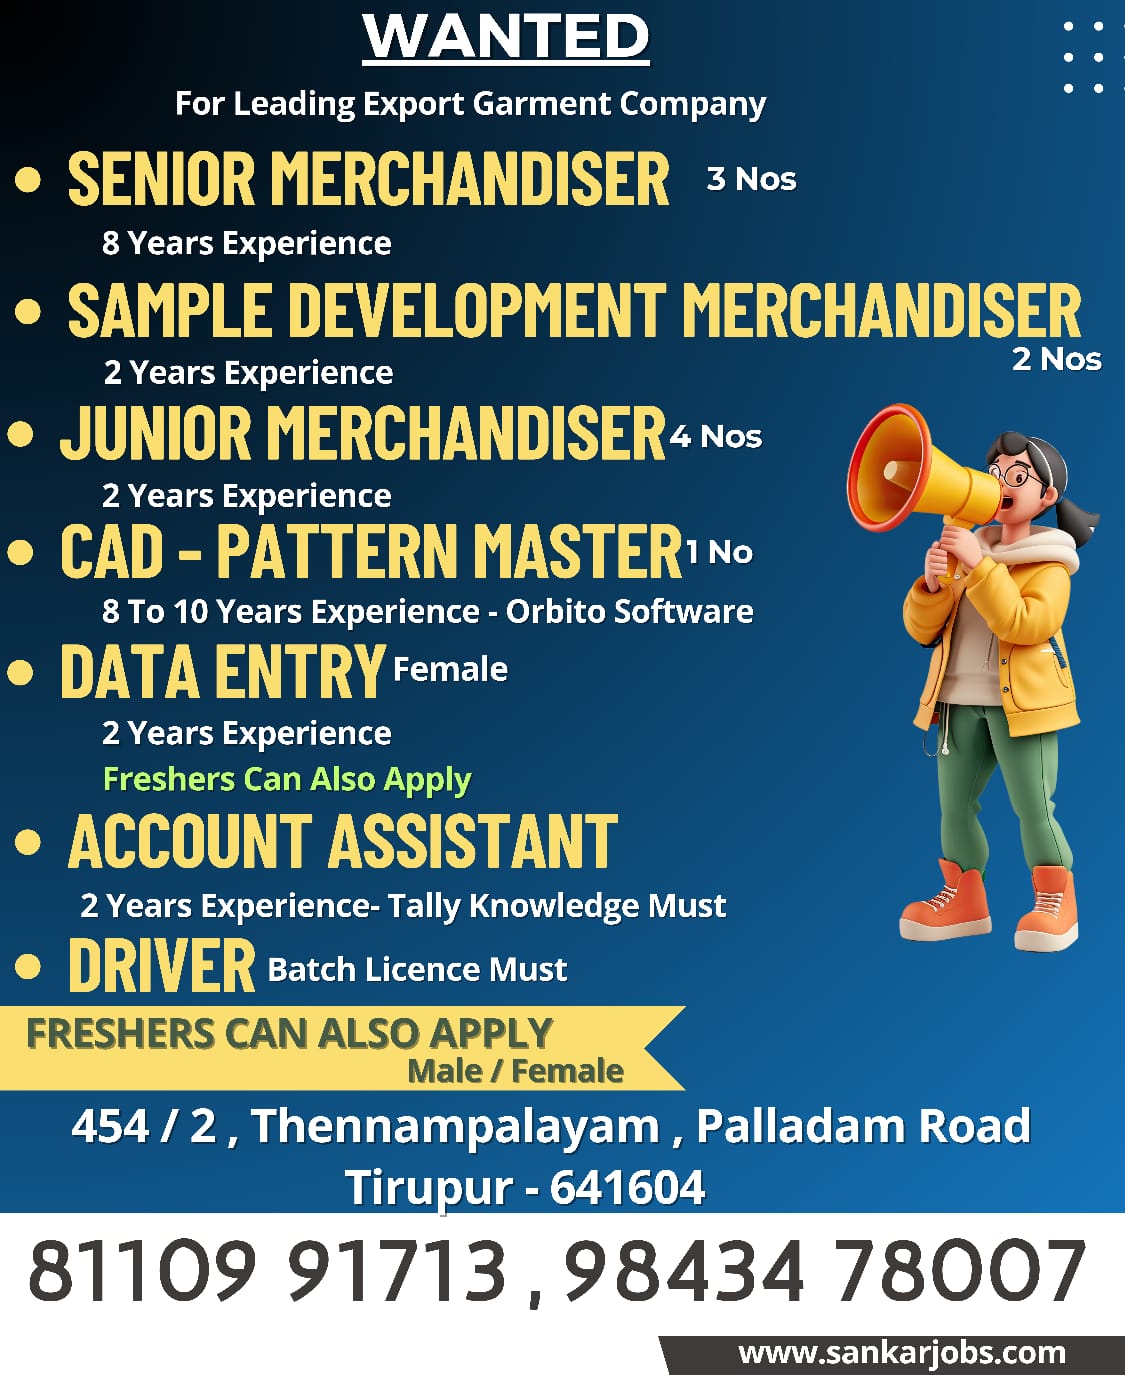 WANTED
For Leading Export Garment Company
• SENIOR MERCHANDISER 3 Nos
8 Years Experience
• SAMPLE DEVELOPMENT MERCHANDISER
2 Nos
2 Years Experience
• JUNIOR MERCHANDISER 4 Nos
2 Years Experience
• CAD - PATTERN MASTER 1 No
8 To 10 Years Experience - Orbito Software
• DATA ENTRY Female
2 Years Experience
Freshers Can Also Apply
• ACCOUNT ASSISTANT
2 Years Experience- Tally Knowledge Must
• DRIVER Batch Licence Must
FRESHERS CAN ALSO APPLY
Male / Female
454 / 2 , Thennampalayam , Palladam Road
Tirupur - 641604
81109 91713 , 98434 78007
www.sankarjobs.com